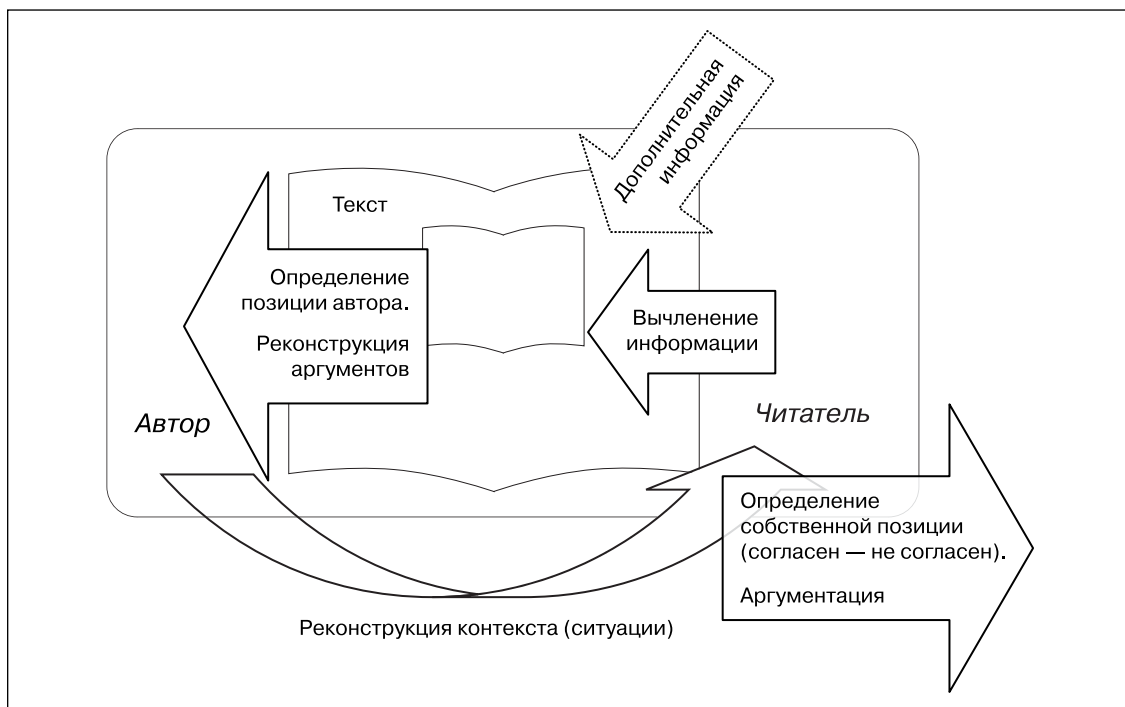 Дополнительная
информация
Текст
Определение
позиции автора.
Реконструкция
аргументов
Вычленение
информации
Автор
Читатель
Определение
собственной позиции
(согласен — не согласен).
Аргументация
Реконструкция контекста (ситуации)